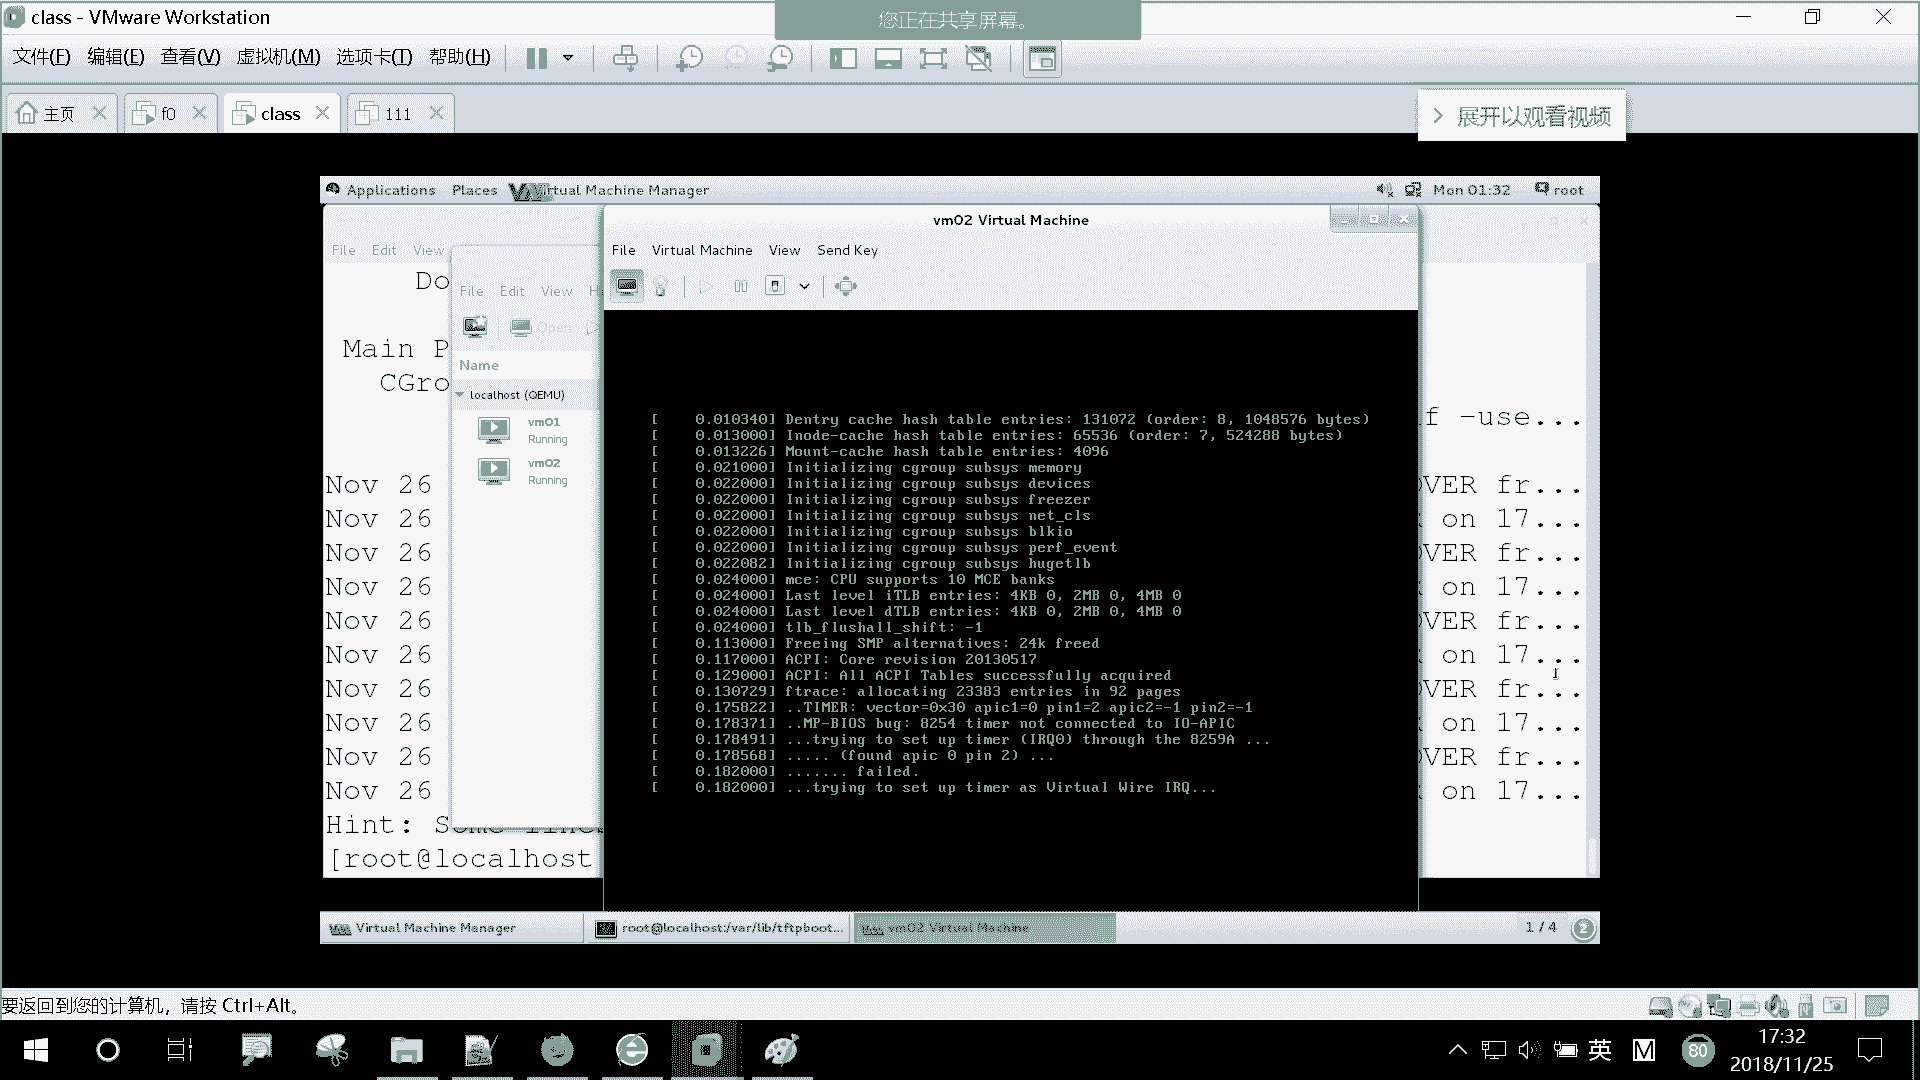 class - VMware Workstation
您正在共享屏幕。
文件(F) 编辑(E) 查看(V) 虚拟机(M) 选项卡(T) 帮助(H)
主页 f0 class 111
展开以观看视频
Applications Places Virtual Machine Manager Mon 01:32 root
vm02 Virtual Machine
File Edit View
File Virtual Machine View Send Key
File Edit View
Open
Name
localhost (QEMU)
vm01
Running
vm02
Running
Do
Main P
CGro
f -use...
Nov 26 OVER fr...
Nov 26 on 17...
Nov 26 OVER fr...
Nov 26 on 17...
Nov 26 OVER fr...
Nov 26 on 17...
Nov 26 OVER fr...
Nov 26 on 17...
Nov 26 OVER fr...
Nov 26 on 17...
Hint: Some lines
[root@localhost
[ 0.010340] Dentry cache hash table entries: 131072 (order: 8, 1048576 bytes)
[ 0.013000] Inode-cache hash table entries: 65536 (order: 7, 524288 bytes)
[ 0.013226] Mount-cache hash table entries: 4096
[ 0.021000] Initializing cgroup subsys memory
[ 0.022000] Initializing cgroup subsys devices
[ 0.022000] Initializing cgroup subsys freezer
[ 0.022000] Initializing cgroup subsys net_cls
[ 0.022000] Initializing cgroup subsys blkio
[ 0.022000] Initializing cgroup subsys perf_event
[ 0.022082] Initializing cgroup subsys hugetlb
[ 0.024000] mce: CPU supports 10 MCE banks
[ 0.024000] Last level iTLB entries: 4KB 0, 2MB 0, 4MB 0
[ 0.024000] Last level dTLB entries: 4KB 0, 2MB 0, 4MB 0
[ 0.024000] tlb_flushall_shift: -1
[ 0.113000] Freeing SMP alternatives: 24k freed
[ 0.117000] ACPI: Core revision 20130517
[ 0.129000] ACPI: All ACPI Tables successfully acquired
[ 0.130729] ftrace: allocating 23383 entries in 92 pages
[ 0.175822] ..TIMER: vector=0x30 apic1=0 pin1=2 apic2=-1 pin2=-1
[ 0.178371] ..MP-BIOS bug: 8254 timer not connected to IO-APIC
[ 0.178491] ...trying to set up timer (IRQ0) through the 8259A ...
[ 0.178568] ..... (found apic 0 pin 2) ...
[ 0.182000] ....... failed.
[ 0.182000] ...trying to set up timer as Virtual Wire IRQ...
Virtual Machine Manager root@localhost:/var/lib/tftpboot... vm02 Virtual Machine 1 / 4 2
要返回到您的计算机，请按 Ctrl+Alt。
英 M 80 17:32
2018/11/25